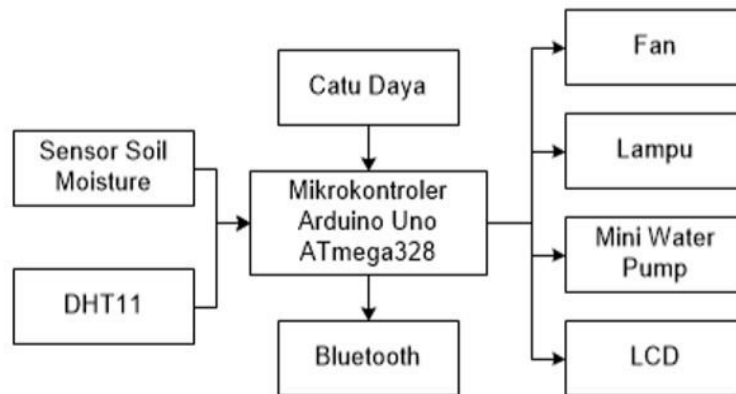 Fan
Catu Daya
Sensor Soil
Moisture
Lampu
Mikrokontroler
Arduino Uno
ATmega328
Mini Water
Pump
DHT11
Bluetooth
LCD